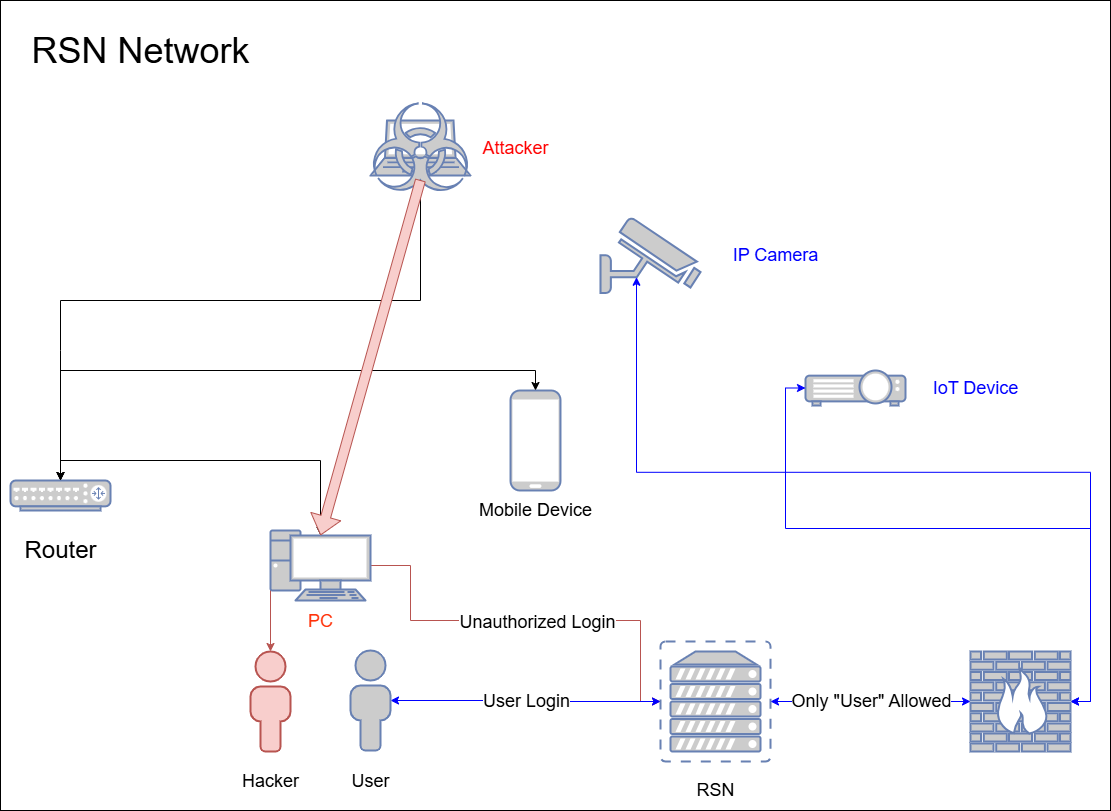 RSN Network
Attacker
IP Camera
IoT Device
Mobile Device
Router
PC
Unauthorized Login
User Login
Only "User" Allowed
Hacker
User
RSN